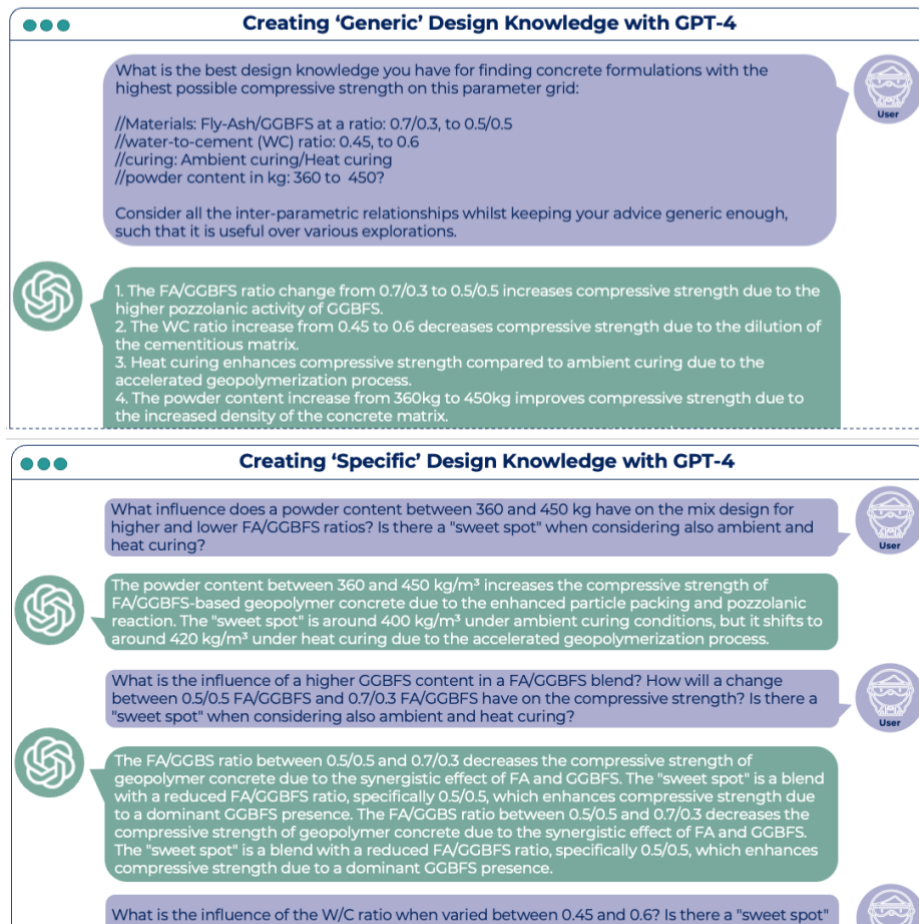 Creating ‘Generic’ Design Knowledge with GPT-4
What is the best design knowledge you have for finding concrete formulations with the
highest possible compressive strength on this parameter grid:
//Materials: Fly-Ash/GGBFS at a ratio: 0.7/0.3, to 0.5/0.5
//water-to-cement (WC) ratio: 0.45, to 0.6
//curing: Ambient curing/Heat curing
//powder content in kg: 360 to  450?
Consider all the inter-parametric relationships whilst keeping your advice generic enough,
such that it is useful over various explorations.
User
1. The FA/GGBFS ratio change from 0.7/0.3 to 0.5/0.5 increases compressive strength due to the
higher pozzolanic activity of GGBFS.
2. The WC ratio increase from 0.45 to 0.6 decreases compressive strength due to the dilution of
the cementitious matrix.
3. Heat curing enhances compressive strength compared to ambient curing due to the
accelerated geopolymerization process.
4. The powder content increase from 360kg to 450kg improves compressive strength due to
the increased density of the concrete matrix.
Creating ‘Specific’ Design Knowledge with GPT-4
What influence does a powder content between 360 and 450 kg have on the mix design for
higher and lower FA/GGBFS ratios? Is there a "sweet spot" when considering also ambient and
heat curing?
User
The powder content between 360 and 450 kg/m³ increases the compressive strength of
FA/GGBFS-based geopolymer concrete due to the enhanced particle packing and pozzolanic
reaction. The "sweet spot" is around 400 kg/m³ under ambient curing conditions, but it shifts to
around 420 kg/m³ under heat curing due to the accelerated geopolymerization process.
What is the influence of a higher GGBFS content in a FA/GGBFS blend? How will a change
between 0.5/0.5 FA/GGBFS and 0.7/0.3 FA/GGBFS have on the compressive strength? Is there a
"sweet spot" when considering also ambient and heat curing?
User
The FA/GGBS ratio between 0.5/0.5 and 0.7/0.3 decreases the compressive strength of
geopolymer concrete due to the synergistic effect of FA and GGBFS. The "sweet spot" is a blend
with a reduced FA/GGBFS ratio, specifically 0.5/0.5, which enhances compressive strength due
to a dominant GGBFS presence. The FA/GGBS ratio between 0.5/0.5 and 0.7/0.3 decreases the
compressive strength of geopolymer concrete due to the synergistic effect of FA and GGBFS.
The "sweet spot" is a blend with a reduced FA/GGBFS ratio, specifically 0.5/0.5, which enhances
compressive strength due to a dominant GGBFS presence.
What is the influence of the W/C ratio when varied between 0.45 and 0.6? Is there a "sweet spot"